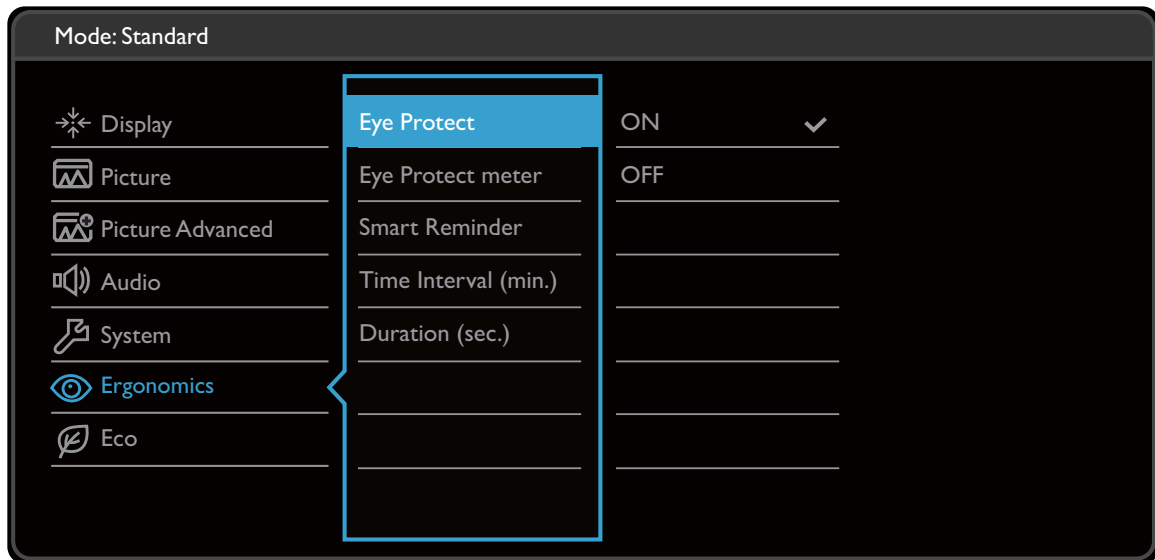 Mode: Standard
Display
Picture
Picture Advanced
Audio
System
Ergonomics
Eco
Eye Protect
Eye Protect meter
Smart Reminder
Time Interval (min.)
Duration (sec.)
ON
OFF